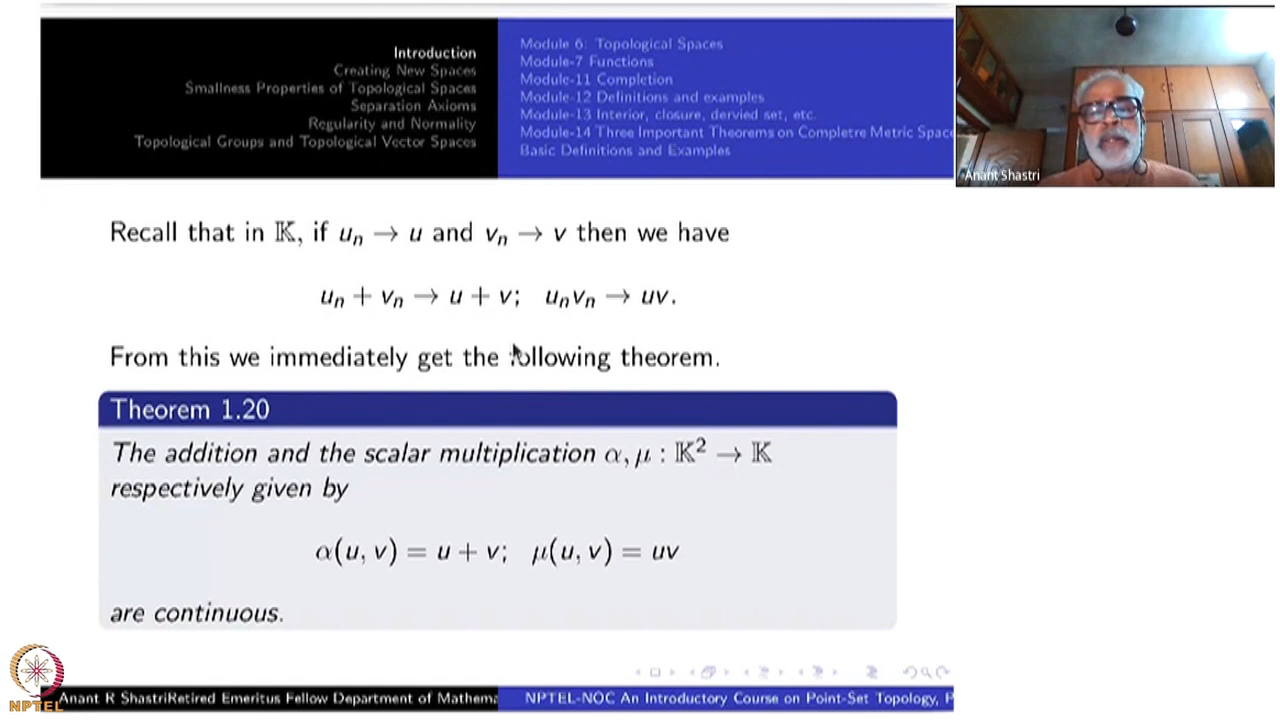 Introduction
Creating New Spaces
Smallness Properties of Topological Spaces
Separation Axioms
Regularity and Normality
Topological Groups and Topological Vector Spaces
Module 6: Topological Spaces
Module-7 Functions
Module-11 Completion
Module-12 Definitions and examples
Module-13 Interior, closure, dervied set, etc.
Module-14 Three Important Theorems on Completre Metric Space
Basic Definitions and Examples
Anant Shastri
Recall that in 𝕂, if uₙ → u and vₙ → v then we have
uₙ + vₙ → u + v; uₙvₙ → uv.
From this we immediately get the following theorem.
Theorem 1.20
The addition and the scalar multiplication α, μ : 𝕂² → 𝕂
respectively given by
α(u, v) = u + v; μ(u, v) = uv
are continuous.
NPTEL
Anant R ShastriRetired Emeritus Fellow Department of Mathema
NPTEL-NOC An Introductory Course on Point-Set Topology, P